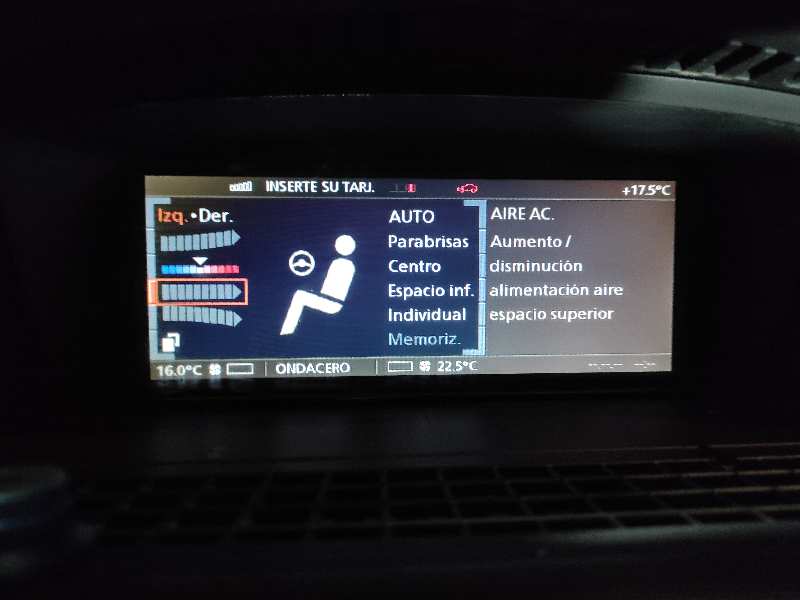 INSERTE SU TARJ.
+17.5°C
Izq.•Der.
AUTO
Parabrisas
Centro
Espacio inf.
Individual
Memoriz.
AIRE AC.
Aumento /
disminución
alimentación aire
espacio superior
16.0°C
ONDACERO
22.5°C